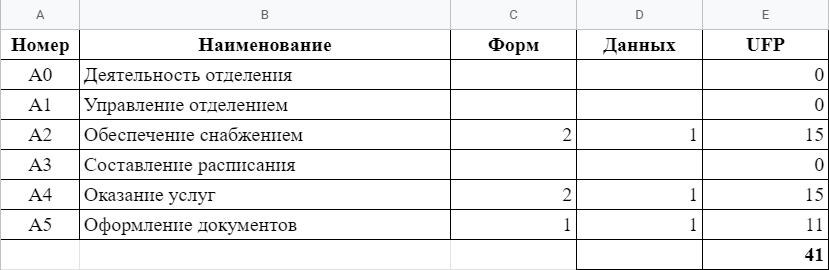 A B C D E
Номер Наименование Форм Данных UFP
A0 Деятельность отделения 0
A1 Управление отделением 0
A2 Обеспечение снабжением 2 1 15
A3 Составление расписания 0
A4 Оказание услуг 2 1 15
A5 Оформление документов 1 1 11
41